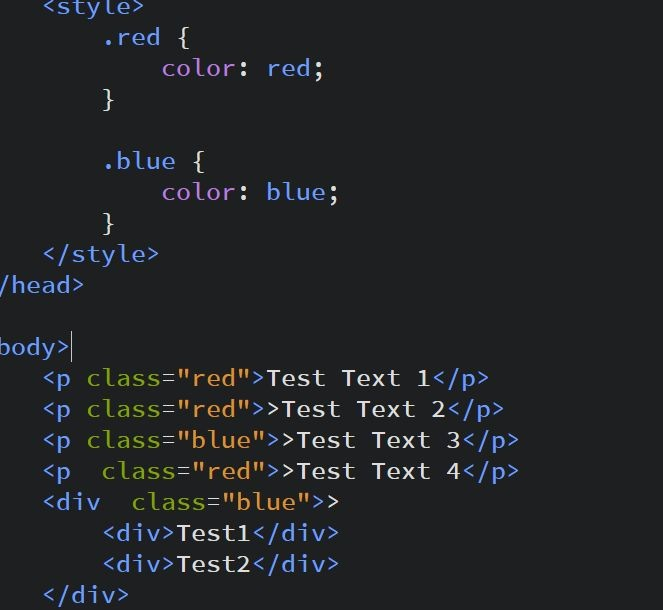 <style>
.red {
color: red;
}
.blue {
color: blue;
}
</style>
/head>
body>
<p class="red">Test Text 1</p>
<p class="red">>Test Text 2</p>
<p class="blue">>Test Text 3</p>
<p  class="red">>Test Text 4</p>
<div  class="blue">>
<div>Test1</div>
<div>Test2</div>
</div>